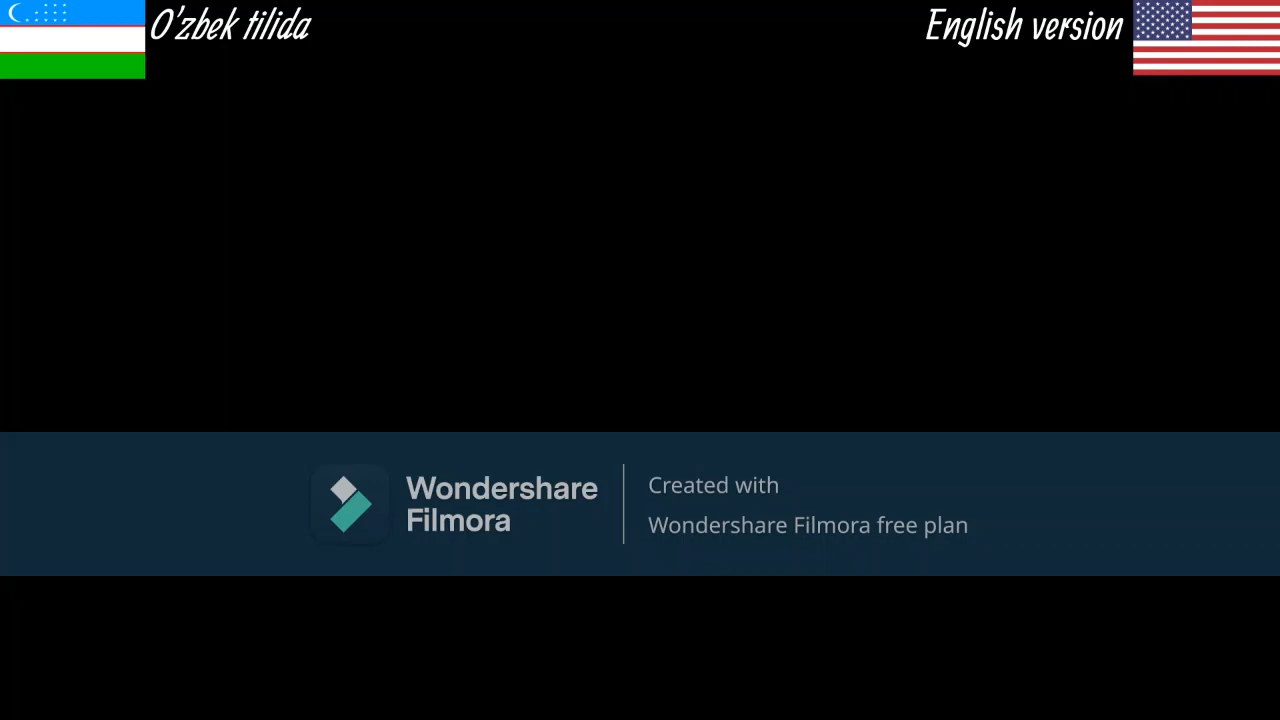 O'zbek tilida
English version
Wondershare
Filmora
Created with
Wondershare Filmora free plan